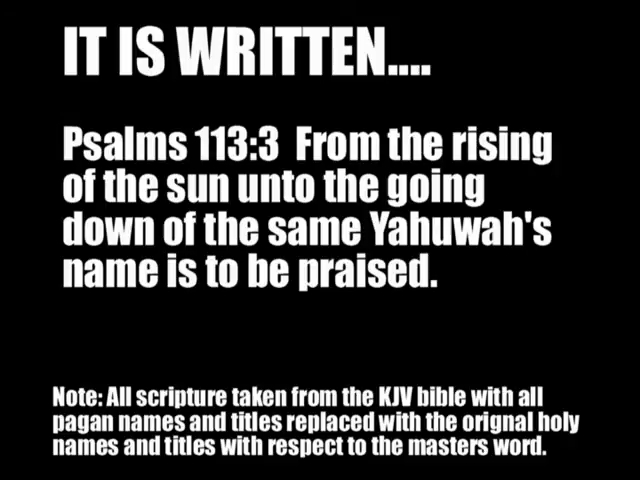 IT IS WRITTEN....
Psalms 113:3  From the rising
of the sun unto the going
down of the same Yahuwah's
name is to be praised.
Note: All scripture taken from the KJV bible with all
pagan names and titles replaced with the orignal holy
names and titles with respect to the masters word.